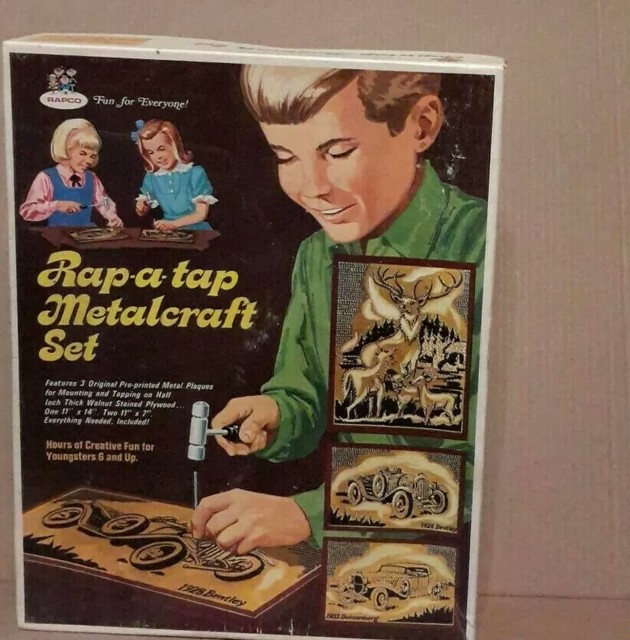 RAPCO
Fun for Everyone!
Rap-a-tap
Metalcraft
Set
Features 3 Original Pre-printed Metal Plaques
for Mounting and Tapping on Half
Inch Thick Walnut Stained Plywood...
One 11" x 14". Two 11" x 7".
Everything Needed, Included!
Hours of Creative Fun for
Youngsters 6 and Up.
1928 Bentley
1928 Bentley